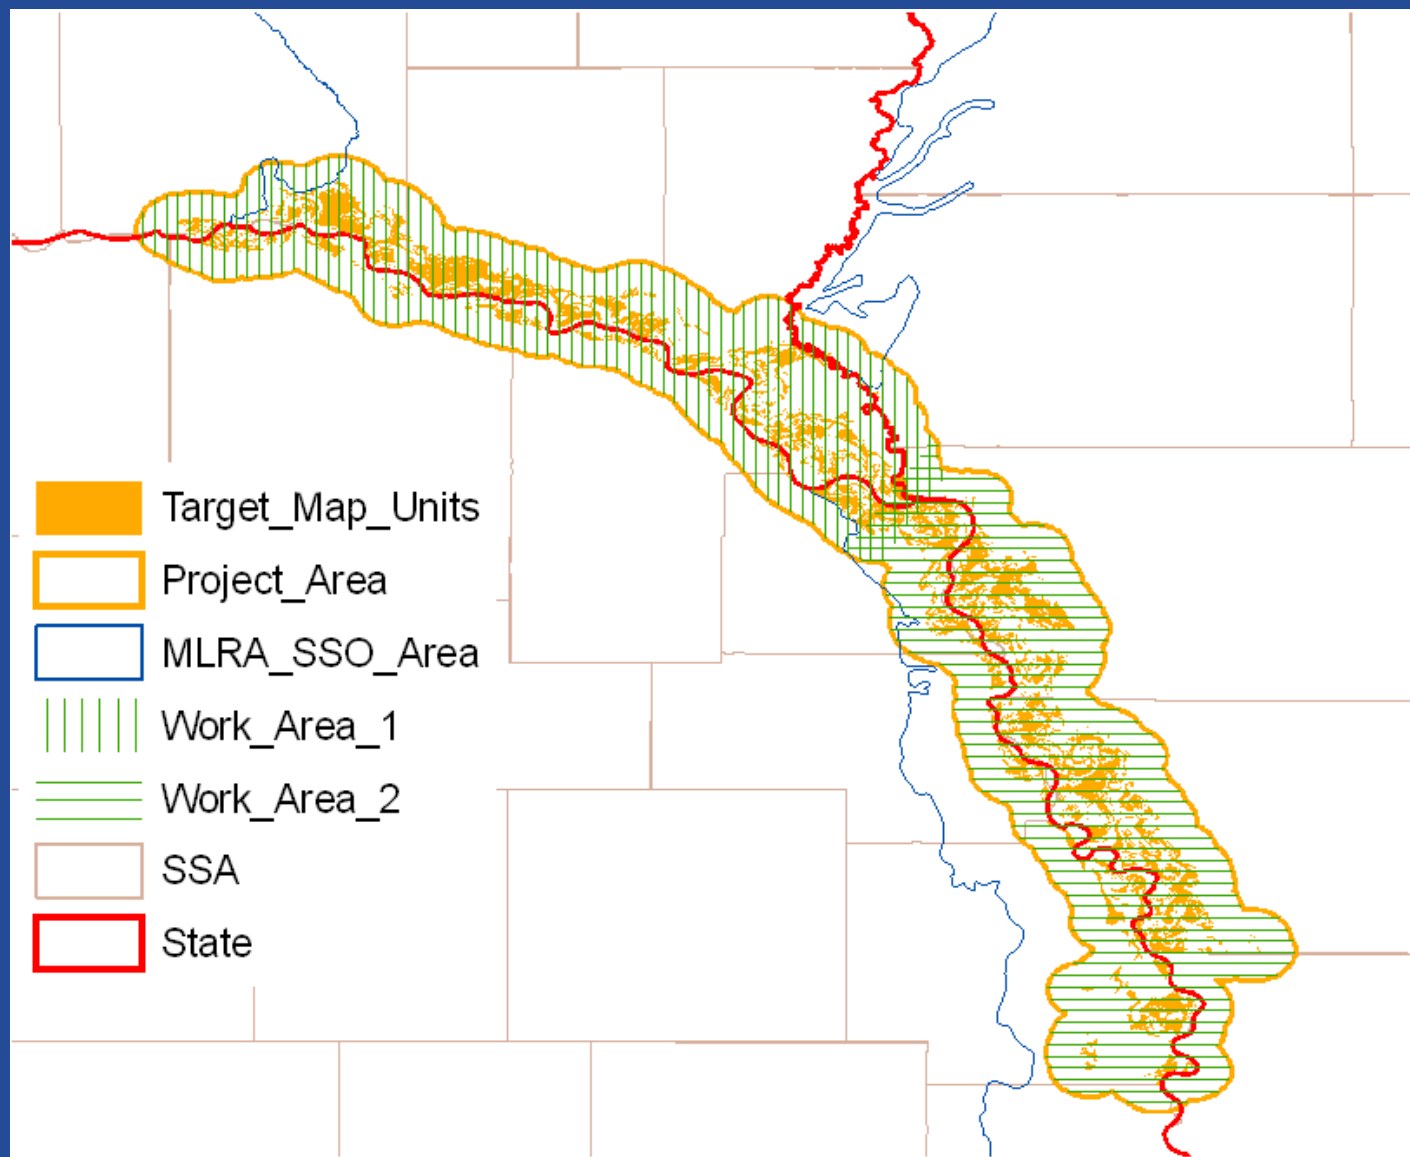 Target_Map_Units
Project_Area
MLRA_SSO_Area
Work_Area_1
Work_Area_2
SSA
State